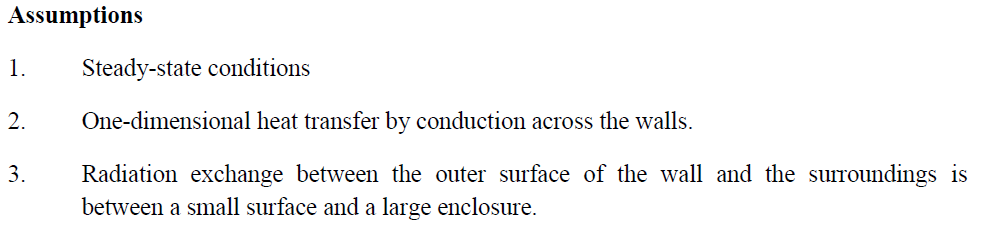 Assumptions
1. Steady-state conditions
2. One-dimensional heat transfer by conduction across the walls.
3. Radiation exchange between the outer surface of the wall and the surroundings is
between a small surface and a large enclosure.